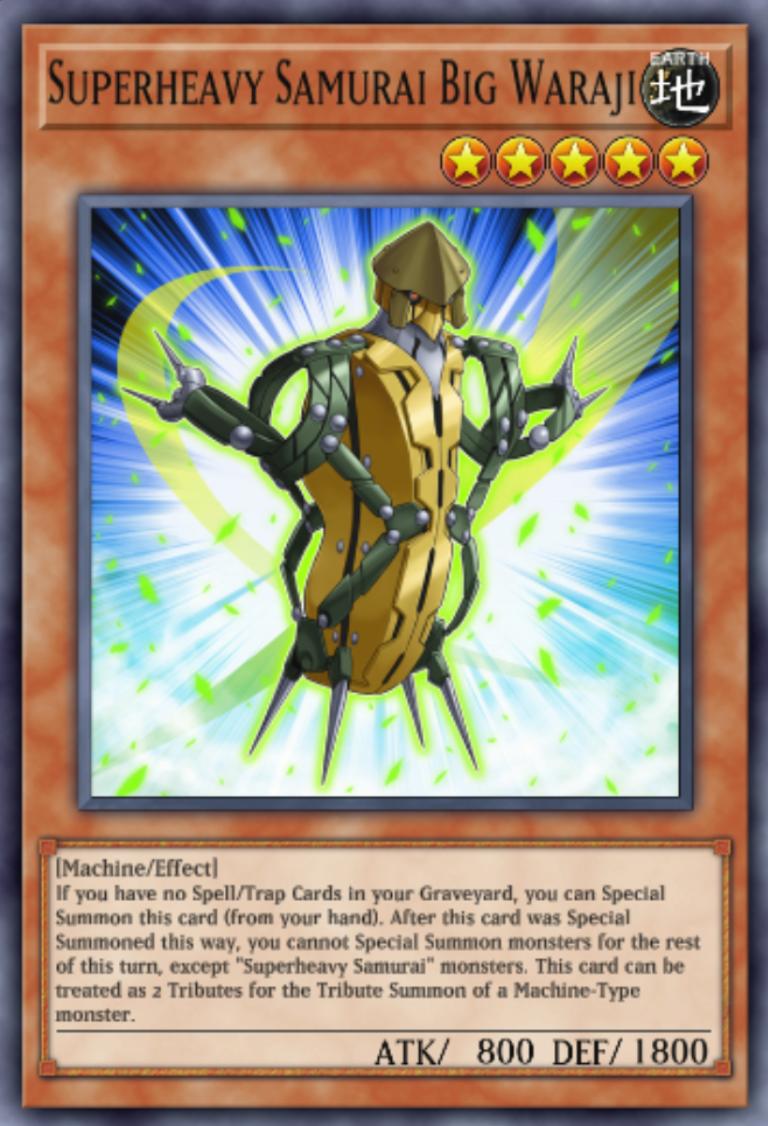 Superheavy Samurai Big Waraji
EARTH
地
[Machine/Effect]
If you have no Spell/Trap Cards in your Graveyard, you can Special
Summon this card (from your hand). After this card was Special
Summoned this way, you cannot Special Summon monsters for the rest
of this turn, except "Superheavy Samurai" monsters. This card can be
treated as 2 Tributes for the Tribute Summon of a Machine-Type
monster.
ATK/ 800 DEF/ 1800